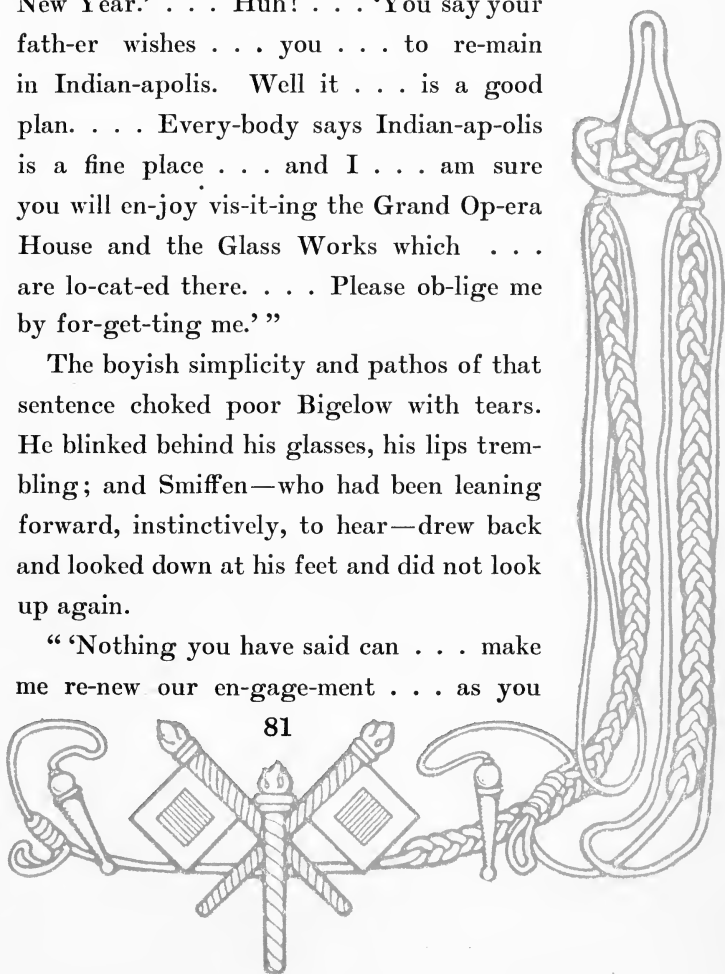 New Year.' . . . Huh! . . . 'You say your
fath-er wishes . . . you . . . to re-main
in Indian-apolis. Well it . . . is a good
plan. . . . Every-body says Indian-ap-olis
is a fine place . . . and I . . . am sure
you will en-joy vis-it-ing the Grand Op-era
House and the Glass Works which . . .
are lo-cat-ed there. . . . Please ob-lige me
by for-get-ting me.' "
The boyish simplicity and pathos of that
sentence choked poor Bigelow with tears.
He blinked behind his glasses, his lips trem-
bling; and Smiffen—who had been leaning
forward, instinctively, to hear—drew back
and looked down at his feet and did not look
up again.
" 'Nothing you have said can . . . make
me re-new our en-gage-ment . . . as you
81